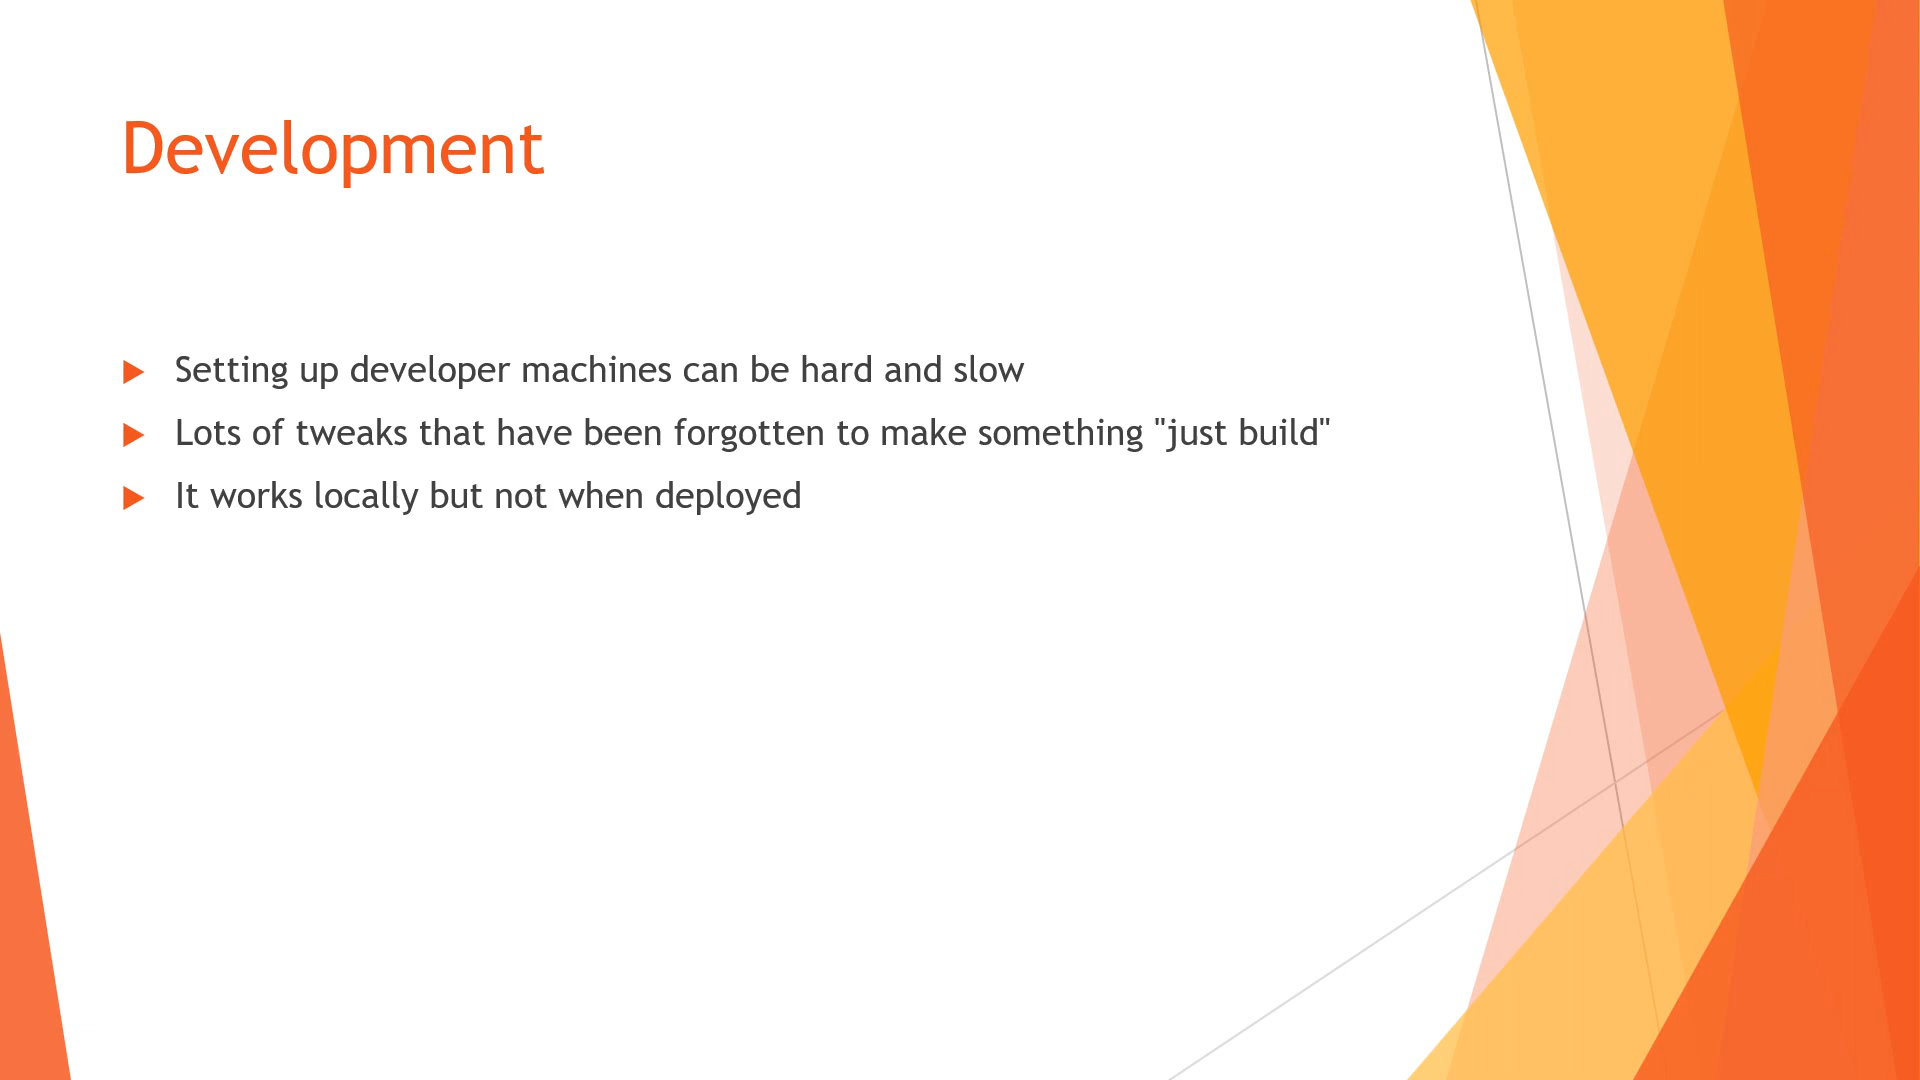 Development
Setting up developer machines can be hard and slow
Lots of tweaks that have been forgotten to make something "just build"
It works locally but not when deployed